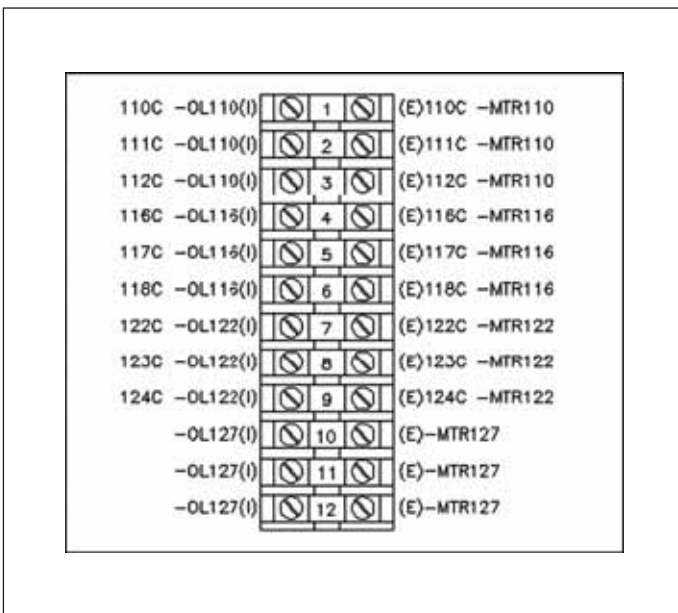 110C -OL110(I) 1 (E)110C -MTR110
111C -OL110(I) 2 (E)111C -MTR110
112C -OL110(I) 3 (E)112C -MTR110
116C -OL116(I) 4 (E)116C -MTR116
117C -OL116(I) 5 (E)117C -MTR116
118C -OL116(I) 6 (E)118C -MTR116
122C -OL122(I) 7 (E)122C -MTR122
123C -OL122(I) 8 (E)123C -MTR122
124C -OL122(I) 9 (E)124C -MTR122
-OL127(I) 10 (E)-MTR127
-OL127(I) 11 (E)-MTR127
-OL127(I) 12 (E)-MTR127